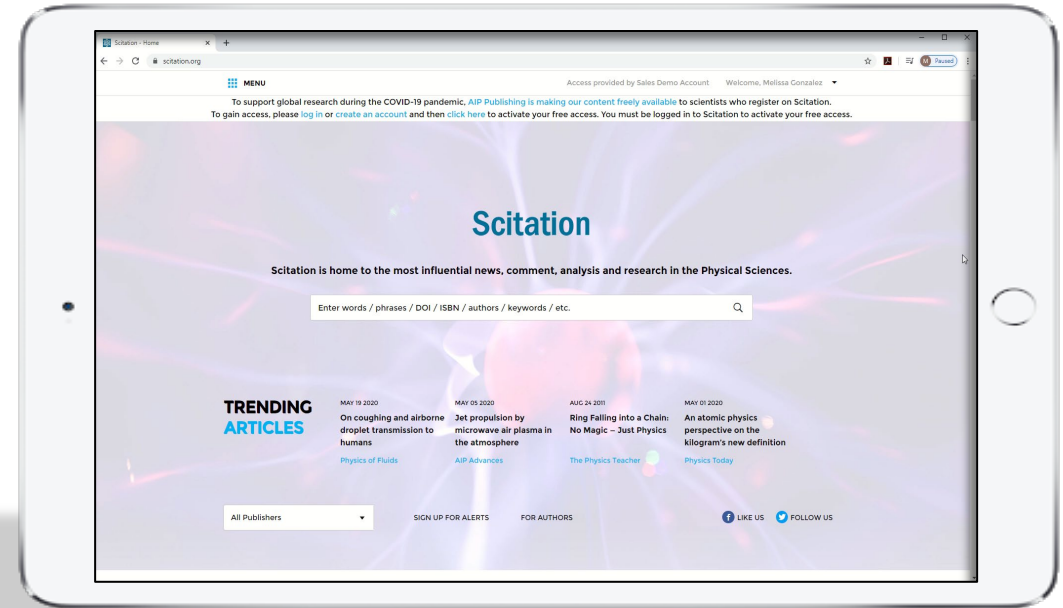 Scitation - Home
scitation.org
M Paused
MENU
Access provided by Sales Demo Account Welcome, Melissa Gonzalez
To support global research during the COVID-19 pandemic, AIP Publishing is making our content freely available to scientists who register on Scitation.
To gain access, please log in or create an account and then click here to activate your free access. You must be logged in to Scitation to activate your free access.
Scitation
Scitation is home to the most influential news, comment, analysis and research in the Physical Sciences.
Enter words / phrases / DOI / ISBN / authors / keywords / etc.
TRENDING
ARTICLES
MAY 19 2020
On coughing and airborne
droplet transmission to
humans
Physics of Fluids
MAY 05 2020
Jet propulsion by
microwave air plasma in
the atmosphere
AIP Advances
AUG 24 2011
Ring Falling into a Chain:
No Magic — Just Physics
The Physics Teacher
MAY 01 2020
An atomic physics
perspective on the
kilogram's new definition
Physics Today
All Publishers
SIGN UP FOR ALERTS
FOR AUTHORS
LIKE US
FOLLOW US